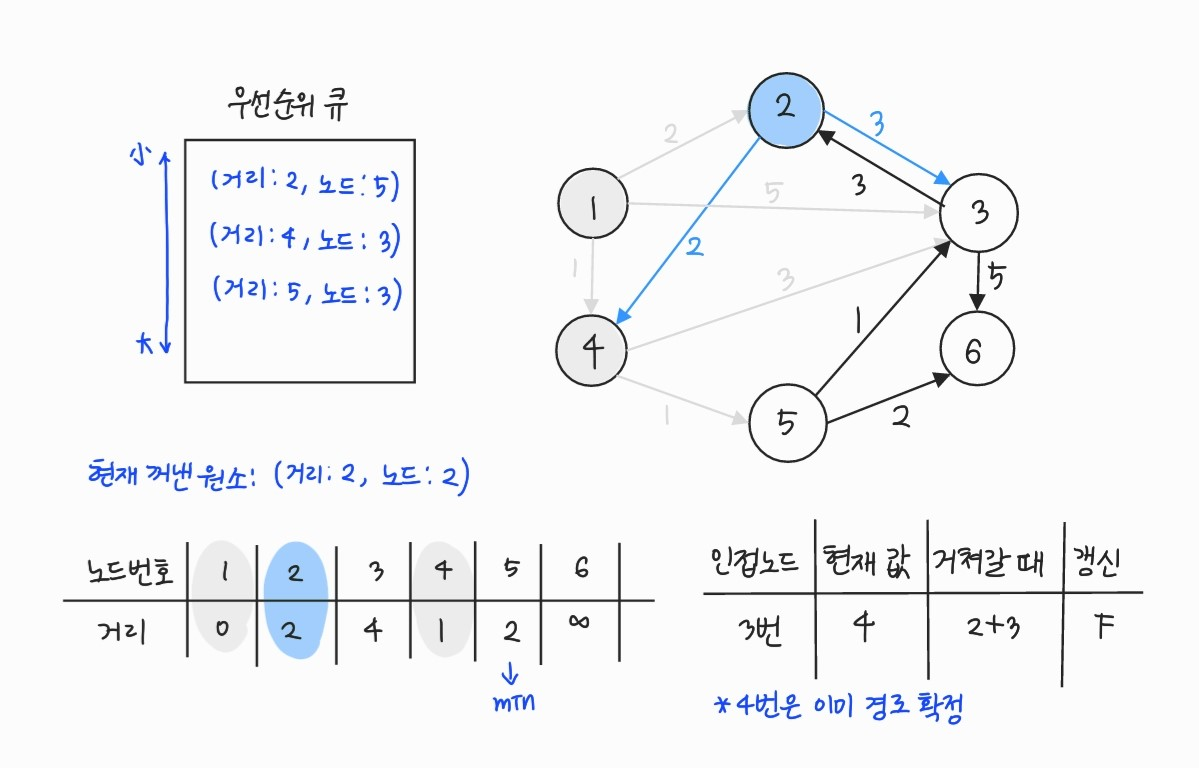 우선순위 큐
小
(거리: 2, 노드: 5)
(거리: 4, 노드: 3)
(거리: 5, 노드: 3)
大
2
3
2
3
1
5
3
2
1
3
5
4
1
6
1
5
2
현재 꺼낸 원소: (거리: 2, 노드: 2)
노드번호 1 2 3 4 5 6
거리 0 2 4 1 2 ∞
↓
min
인접노드 현재 값 거쳐갈 때 갱신
3번 4 2+3 F
*4번은 이미 경로 확정